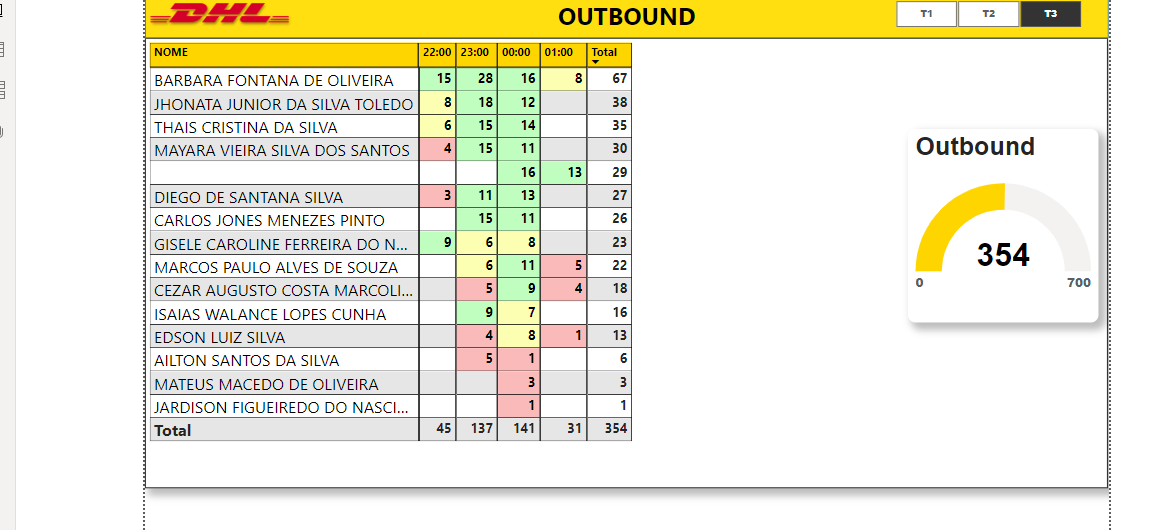 DHL OUTBOUND T1 T2 T3
NOME 22:00 23:00 00:00 01:00 Total
BARBARA FONTANA DE OLIVEIRA 15 28 16 8 67
JHONATA JUNIOR DA SILVA TOLEDO 8 18 12 38
THAIS CRISTINA DA SILVA 6 15 14 35
MAYARA VIEIRA SILVA DOS SANTOS 4 15 11 30
16 13 29
DIEGO DE SANTANA SILVA 3 11 13 27
CARLOS JONES MENEZES PINTO 15 11 26
GISELE CAROLINE FERREIRA DO N... 9 6 8 23
MARCOS PAULO ALVES DE SOUZA 6 11 5 22
CEZAR AUGUSTO COSTA MARCOLI... 5 9 4 18
ISAIAS WALANCE LOPES CUNHA 9 7 16
EDSON LUIZ SILVA 4 8 1 13
AILTON SANTOS DA SILVA 5 1 6
MATEUS MACEDO DE OLIVEIRA 3 3
JARDISON FIGUEIREDO DO NASCI... 1 1
Total 45 137 141 31 354
Outbound
354
0 700